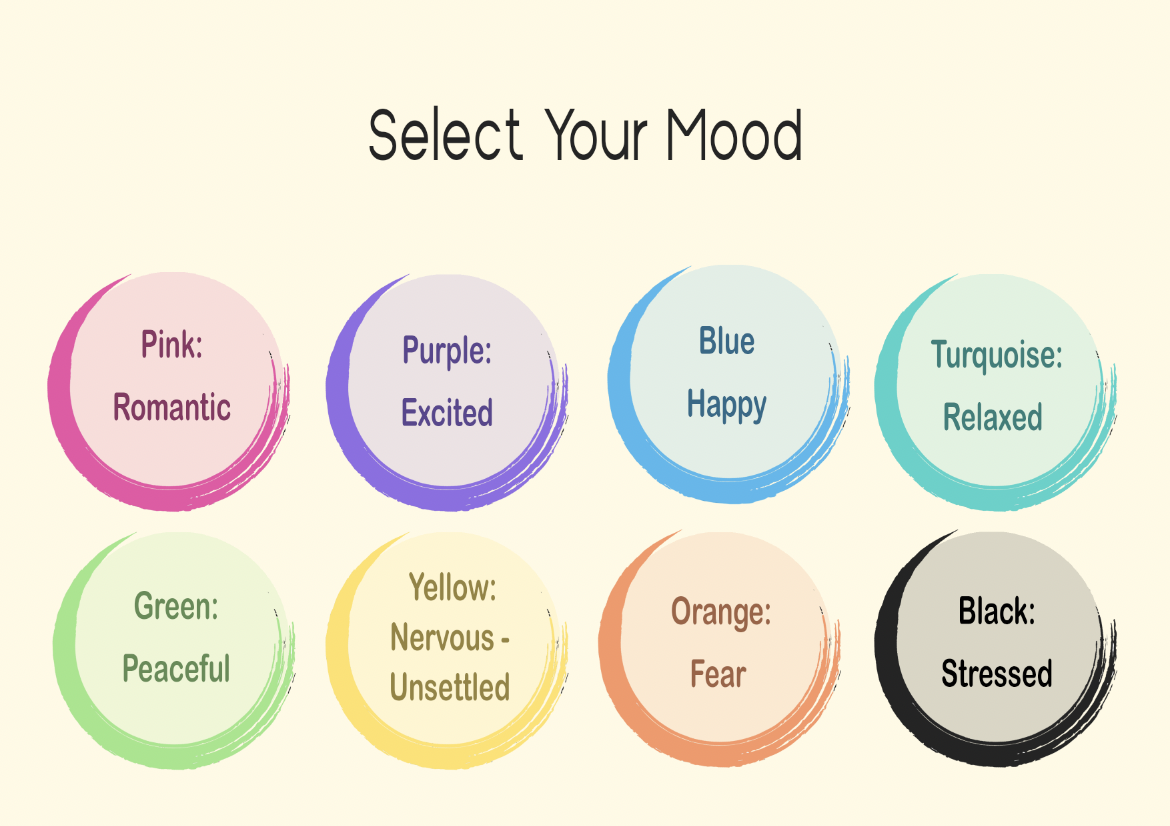 Select Your Mood
Pink:
Romantic
Purple:
Excited
Blue
Happy
Turquoise:
Relaxed
Green:
Peaceful
Yellow:
Nervous -
Unsettled
Orange:
Fear
Black:
Stressed